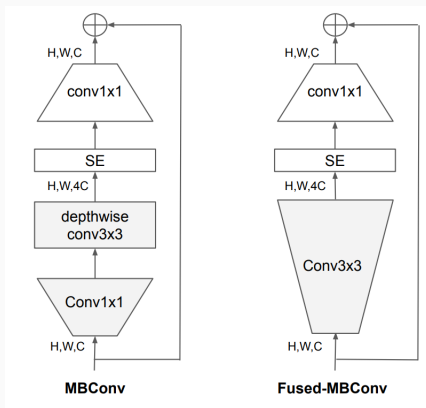 H,W,C
conv1x1
SE
H,W,4C
depthwise
conv3x3
Conv1x1
H,W,C
MBConv
H,W,C
conv1x1
SE
H,W,4C
Conv3x3
H,W,C
Fused-MBConv